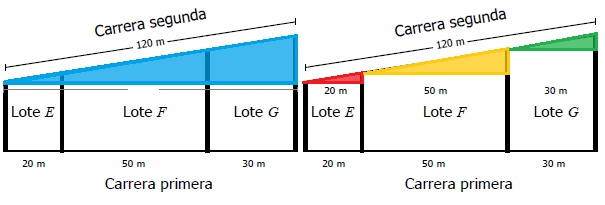 Carrera segunda
120 m
Lote E
Lote F
Lote G
20 m
50 m
30 m
Carrera primera
Carrera segunda
120 m
20 m
50 m
30 m
Lote E
Lote F
Lote G
20 m
50 m
30 m
Carrera primera